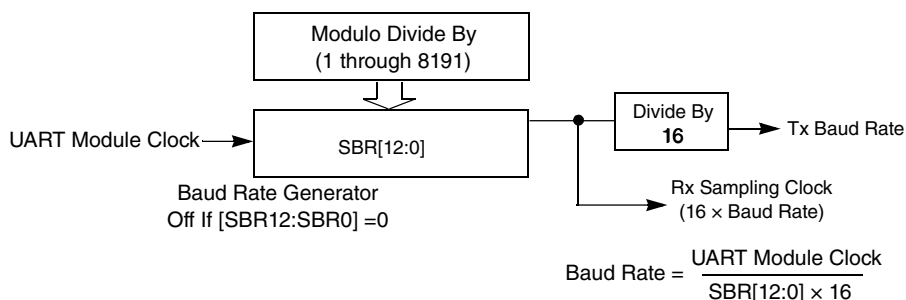 Modulo Divide By
(1 through 8191)
UART Module Clock
SBR[12:0]
Divide By
16
Tx Baud Rate
Baud Rate Generator
Off If [SBR12:SBR0] =0
Rx Sampling Clock
(16 × Baud Rate)
Baud Rate = UART Module Clock
SBR[12:0] × 16